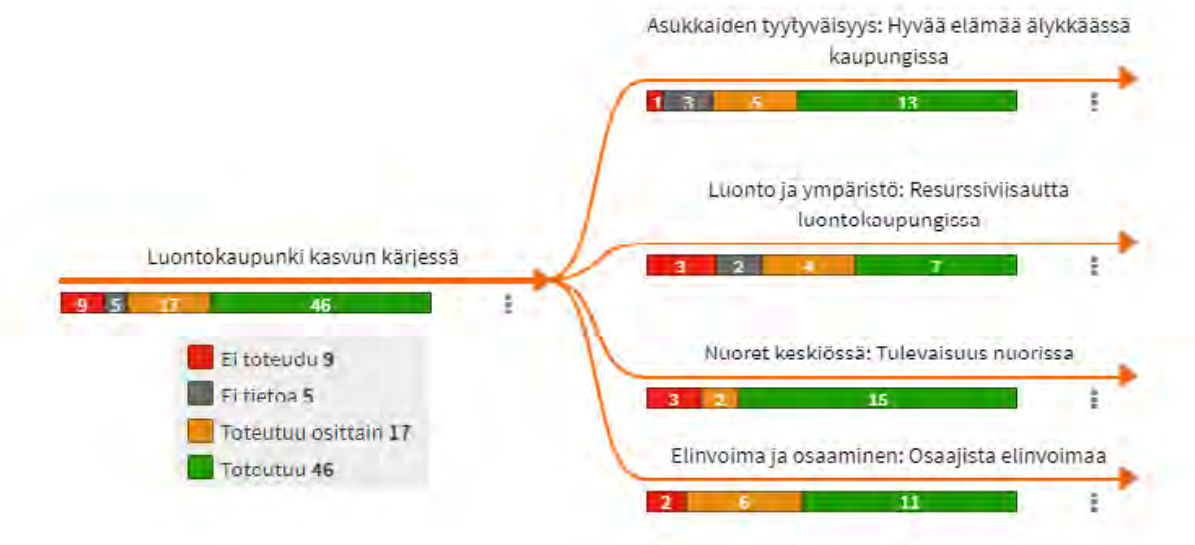 Asukkaiden tyytyväisyys: Hyvää elämää älykkäässä
kaupungissa
1 3 5 13
Luonto ja ympäristö: Resurssiviisautta
luontokaupungissa
3 2 4 7
Luontokaupunki kasvun kärjessä
9 5 17 46
Ei toteudu 9
Ei tietoa 5
Toteutuu osittain 17
Toteutuu 46
Nuoret keskiössä: Tulevaisuus nuorissa
3 2 15
Elinvoima ja osaaminen: Osaajista elinvoimaa
2 6 11